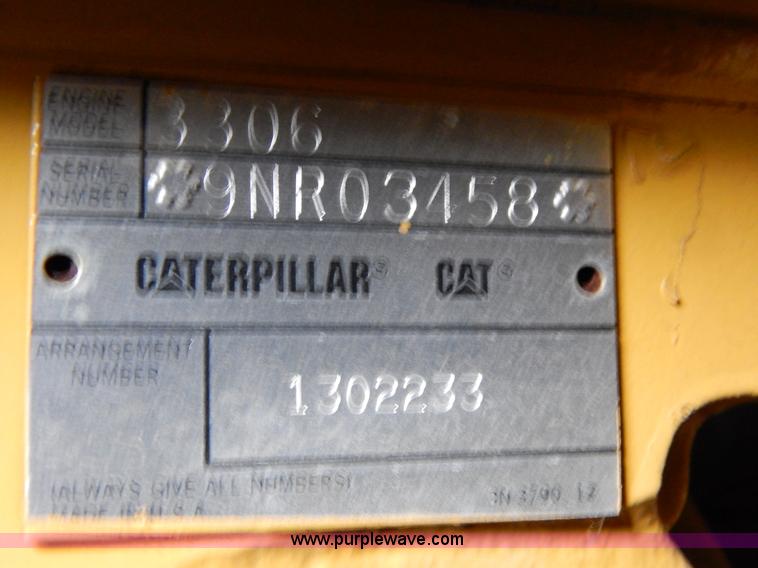 ENGINE
MODEL
3306
SERIAL
NUMBER
9NR03458
CATERPILLAR® CAT®
ARRANGEMENT
NUMBER
1302233
(ALWAYS GIVE ALL NUMBERS)
MADE IN U.S.A.
www.purplewave.com